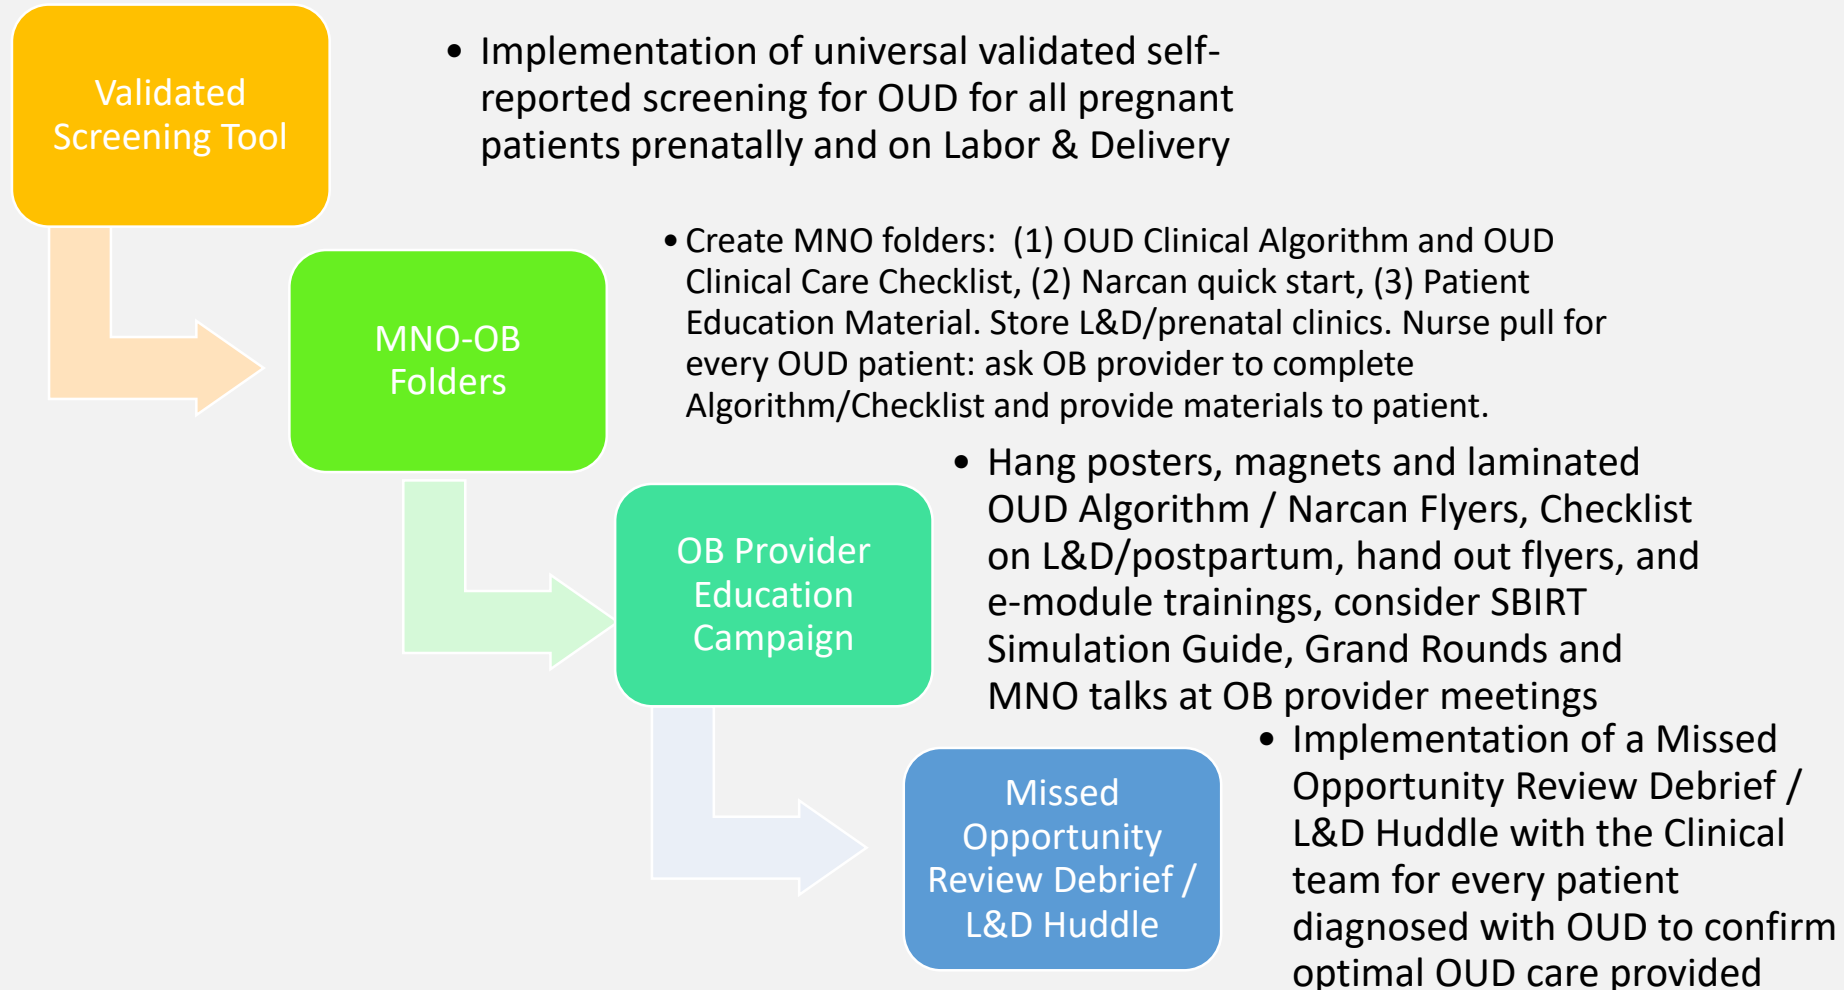 Validated
Screening Tool
• Implementation of universal validated self-
reported screening for OUD for all pregnant
patients prenatally and on Labor & Delivery
MNO-OB
Folders
• Create MNO folders: (1) OUD Clinical Algorithm and OUD
Clinical Care Checklist, (2) Narcan quick start, (3) Patient
Education Material. Store L&D/prenatal clinics. Nurse pull for
every OUD patient: ask OB provider to complete
Algorithm/Checklist and provide materials to patient.
OB Provider
Education
Campaign
• Hang posters, magnets and laminated
OUD Algorithm / Narcan Flyers, Checklist
on L&D/postpartum, hand out flyers, and
e-module trainings, consider SBIRT
Simulation Guide, Grand Rounds and
MNO talks at OB provider meetings
Missed
Opportunity
Review Debrief /
L&D Huddle
• Implementation of a Missed
Opportunity Review Debrief /
L&D Huddle with the Clinical
team for every patient
diagnosed with OUD to confirm
optimal OUD care provided